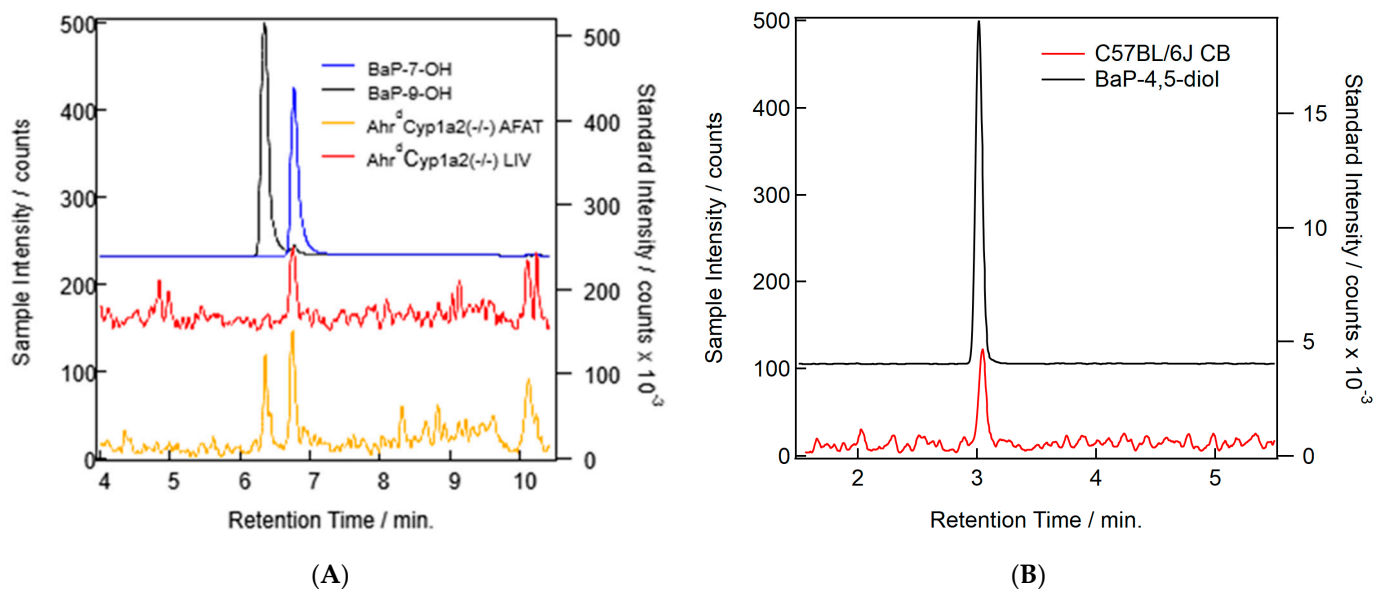 500
400
300
200
100
0
Sample Intensity / counts
500
400
300
200
100
0
Standard Intensity / counts x 10⁻³
BaP-7-OH
BaP-9-OH
AhrᵈCyp1a2(-/-) AFAT
AhrᵈCyp1a2(-/-) LIV
4 5 6 7 8 9 10
Retention Time / min.
(A)
500
400
300
200
100
0
Sample Intensity / counts
15
10
5
0
Standard Intensity / counts x 10⁻³
C57BL/6J CB
BaP-4,5-diol
2 3 4 5
Retention Time / min.
(B)